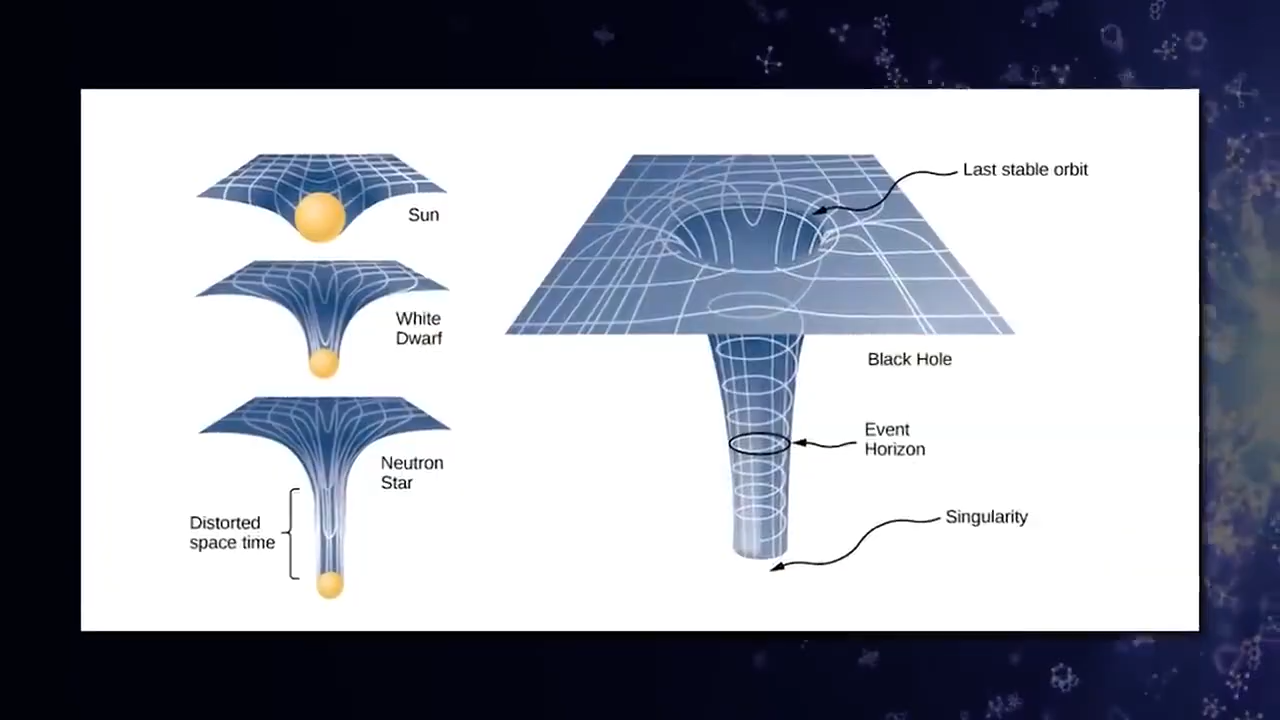 Sun
White
Dwarf
Neutron
Star
Distorted
space time
Last stable orbit
Black Hole
Event
Horizon
Singularity